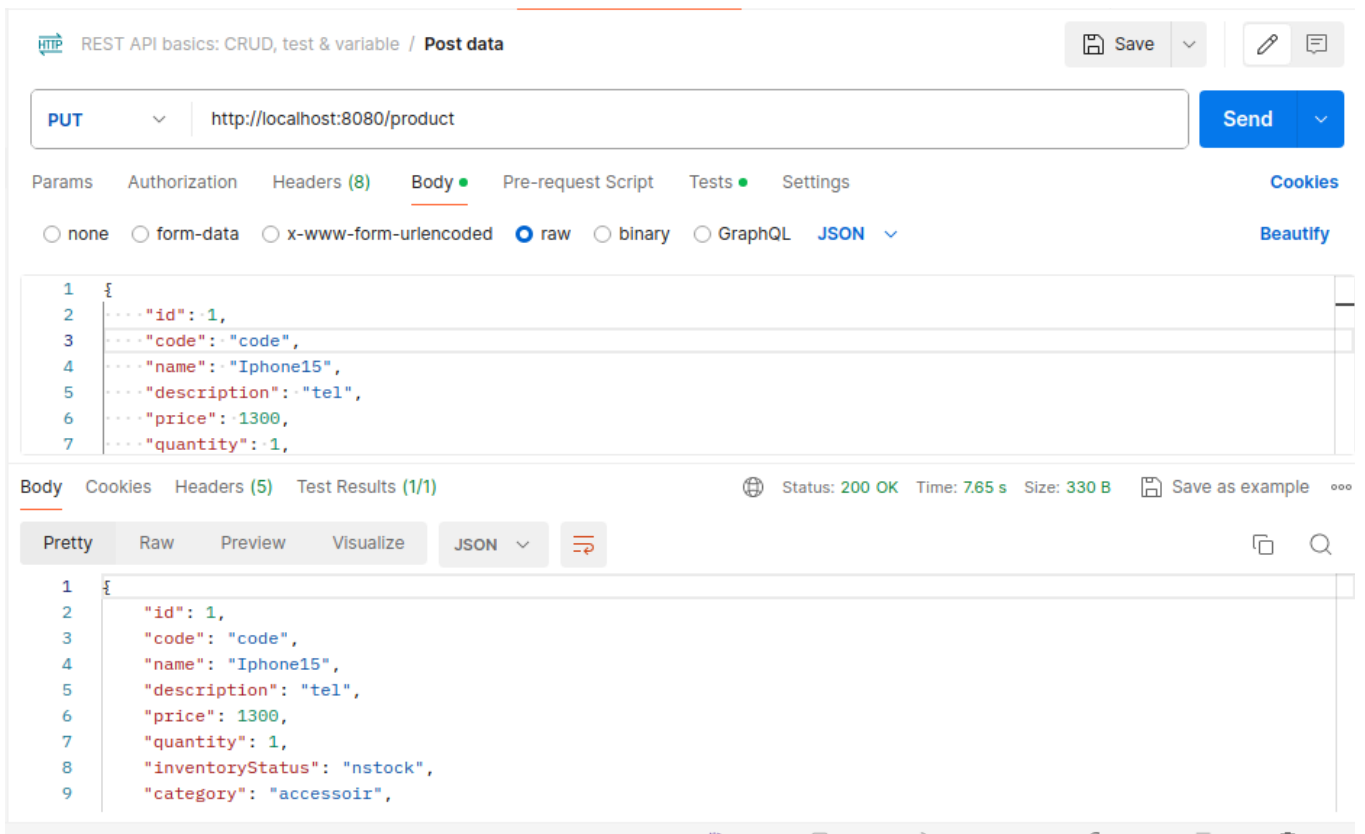 HTTP REST API basics: CRUD, test & variable / Post data Save
PUT http://localhost:8080/product Send
Params Authorization Headers (8) Body Pre-request Script Tests Settings Cookies
none form-data x-www-form-urlencoded raw binary GraphQL JSON Beautify
1 {
2 "id": 1,
3 "code": "code",
4 "name": "Iphone15",
5 "description": "tel",
6 "price": 1300,
7 "quantity": 1,
Body Cookies Headers (5) Test Results (1/1) Status: 200 OK Time: 7.65 s Size: 330 B Save as example
Pretty Raw Preview Visualize JSON
1 {
2 "id": 1,
3 "code": "code",
4 "name": "Iphone15",
5 "description": "tel",
6 "price": 1300,
7 "quantity": 1,
8 "inventoryStatus": "nstock",
9 "category": "accessoir",